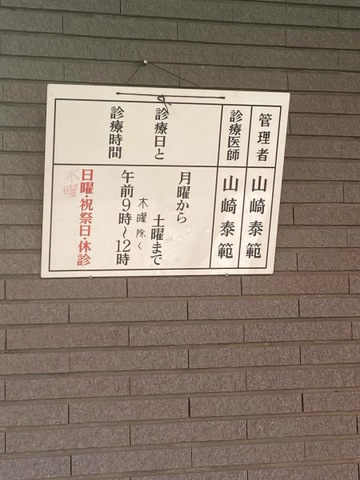 管理者 山崎泰範
診療医師 山崎泰範
診療日と
診療時間
月曜から
土曜まで
木曜除く
午前9時〜12時
日曜・祝祭日・休診
木曜